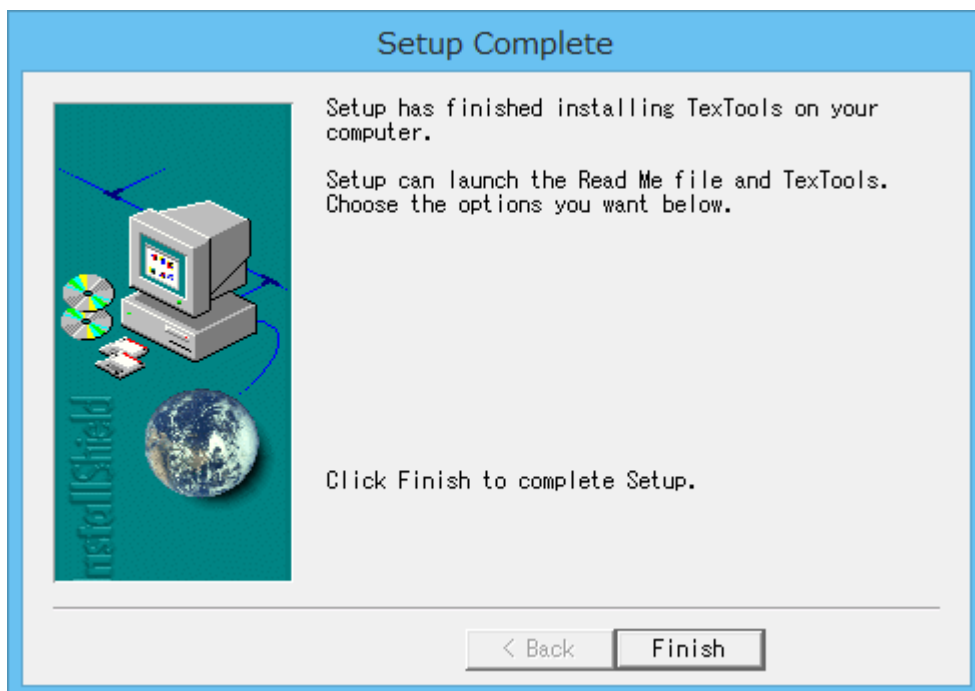 Setup Complete
Setup has finished installing TexTools on your
computer.
Setup can launch the Read Me file and TexTools.
Choose the options you want below.
InstallShield
Click Finish to complete Setup.
< Back
Finish